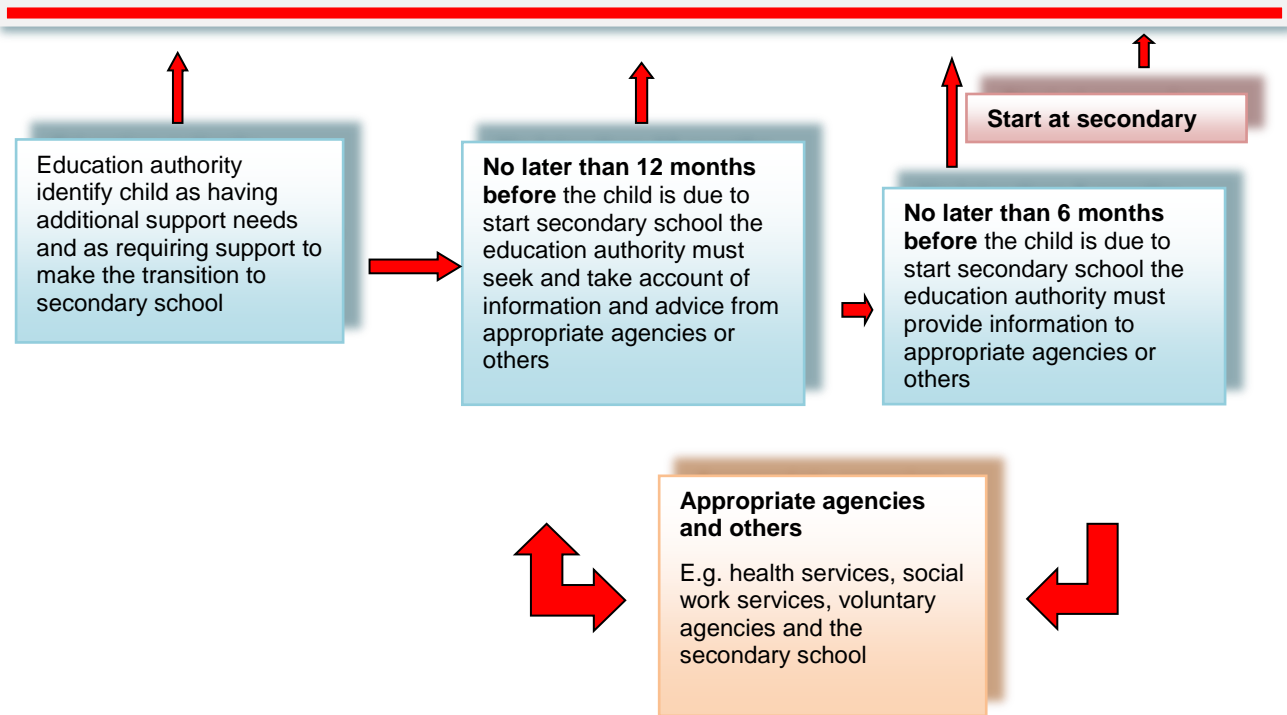 Education authority
identify child as having
additional support needs
and as requiring support to
make the transition to
secondary school
No later than 12 months
before the child is due to
start secondary school the
education authority must
seek and take account of
information and advice from
appropriate agencies or
others
Start at secondary
No later than 6 months
before the child is due to
start secondary school the
education authority must
provide information to
appropriate agencies or
others
Appropriate agencies
and others
E.g. health services, social
work services, voluntary
agencies and the
secondary school